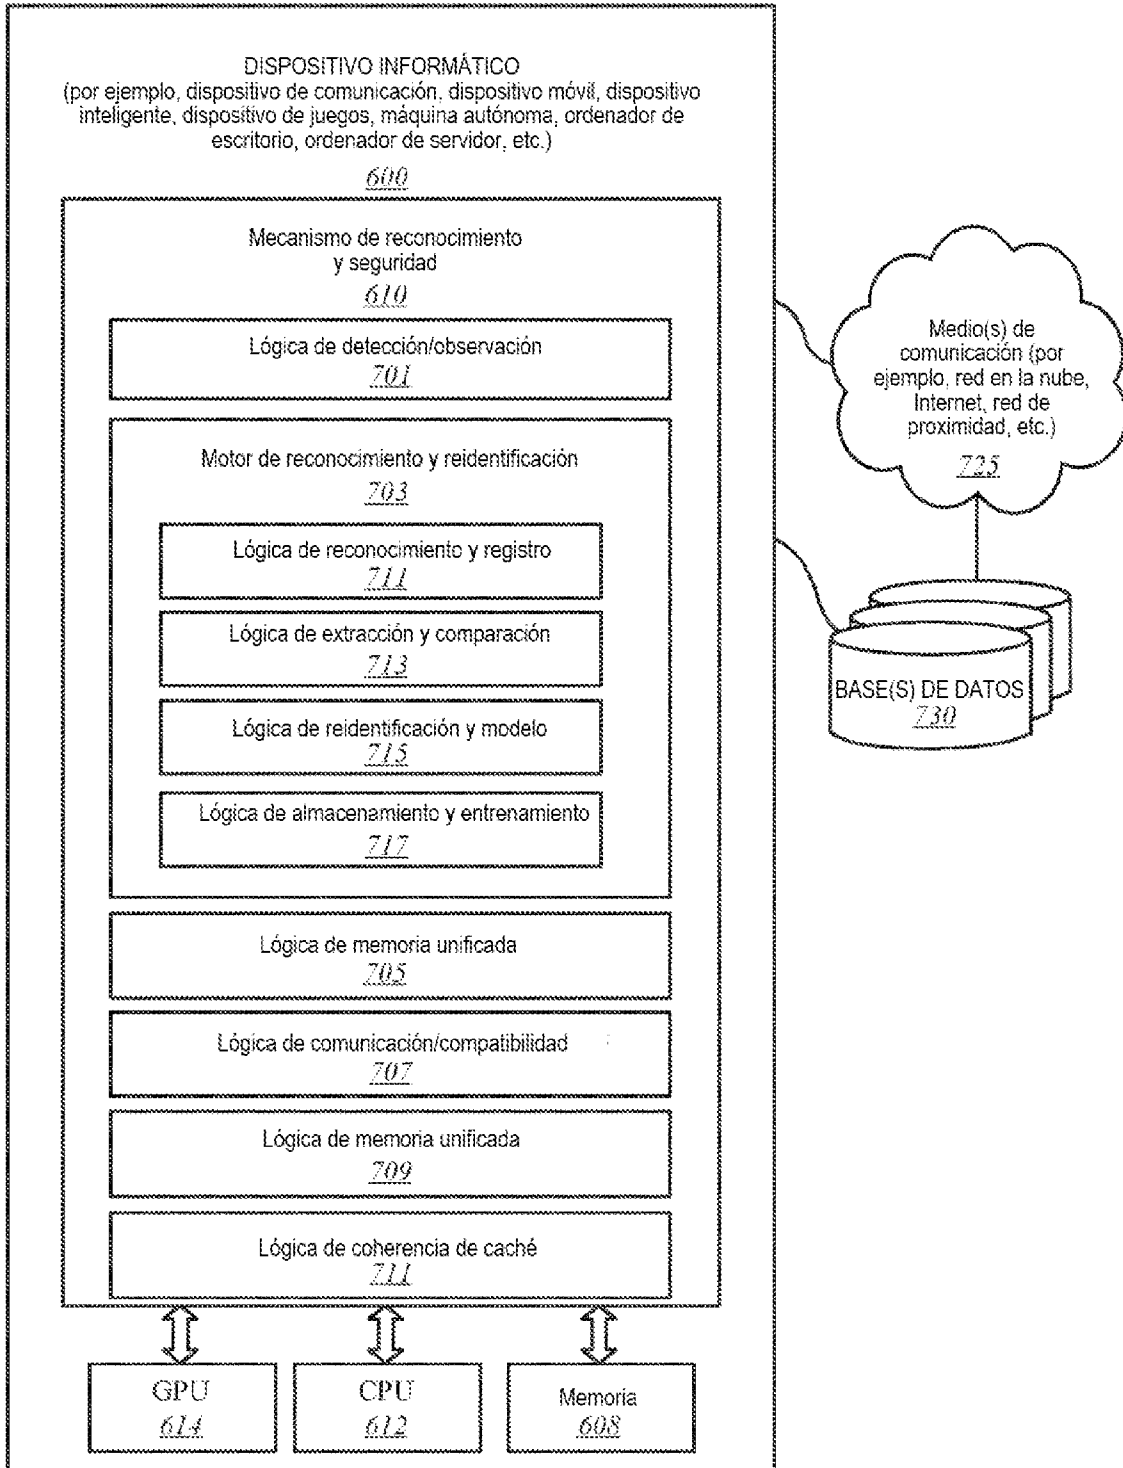 DISPOSITIVO INFORMÁTICO
(por ejemplo, dispositivo de comunicación, dispositivo móvil, dispositivo
inteligente, dispositivo de juegos, máquina autónoma, ordenador de
escritorio, ordenador de servidor, etc.)
600
Mecanismo de reconocimiento
y seguridad
610
Lógica de detección/observación
701
Motor de reconocimiento y reidentificación
703
Lógica de reconocimiento y registro
711
Lógica de extracción y comparación
713
Lógica de reidentificación y modelo
715
Lógica de almacenamiento y entrenamiento
717
Lógica de memoria unificada
705
Lógica de comunicación/compatibilidad
707
Lógica de memoria unificada
709
Lógica de coherencia de caché
711
GPU
614
CPU
612
Memoria
608
Medio(s) de
comunicación (por
ejemplo, red en la nube,
Internet, red de
proximidad, etc.)
725
BASE(S) DE DATOS
730